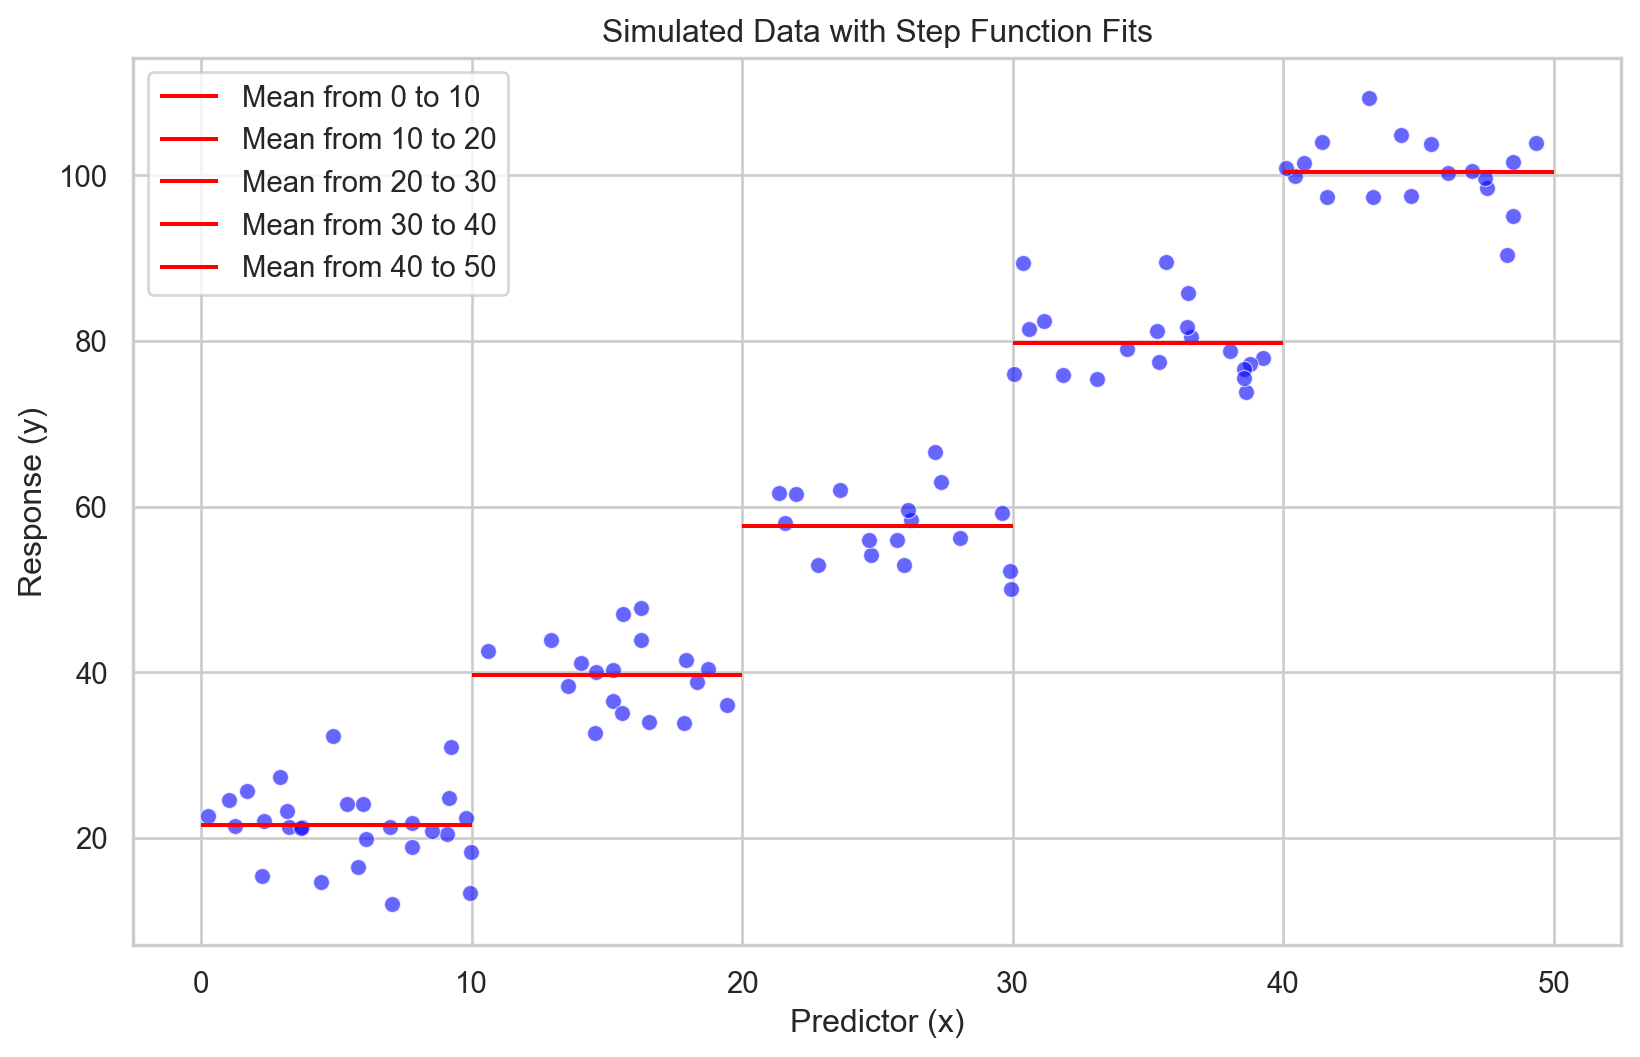 Simulated Data with Step Function Fits
Mean from 0 to 10
Mean from 10 to 20
Mean from 20 to 30
Mean from 30 to 40
Mean from 40 to 50
100
80
60
40
20
Response (y)
0 10 20 30 40 50
Predictor (x)